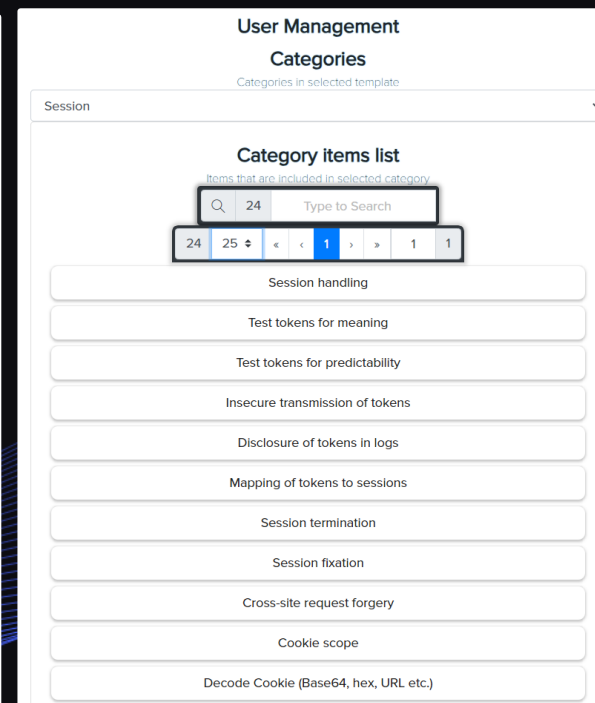 User Management
Categories
Categories in selected template
Session
Category items list
Items that are included in selected category
24 Type to Search
24 25 « ‹ 1 › » 1 1
Session handling
Test tokens for meaning
Test tokens for predictability
Insecure transmission of tokens
Disclosure of tokens in logs
Mapping of tokens to sessions
Session termination
Session fixation
Cross-site request forgery
Cookie scope
Decode Cookie (Base64, hex, URL etc.)